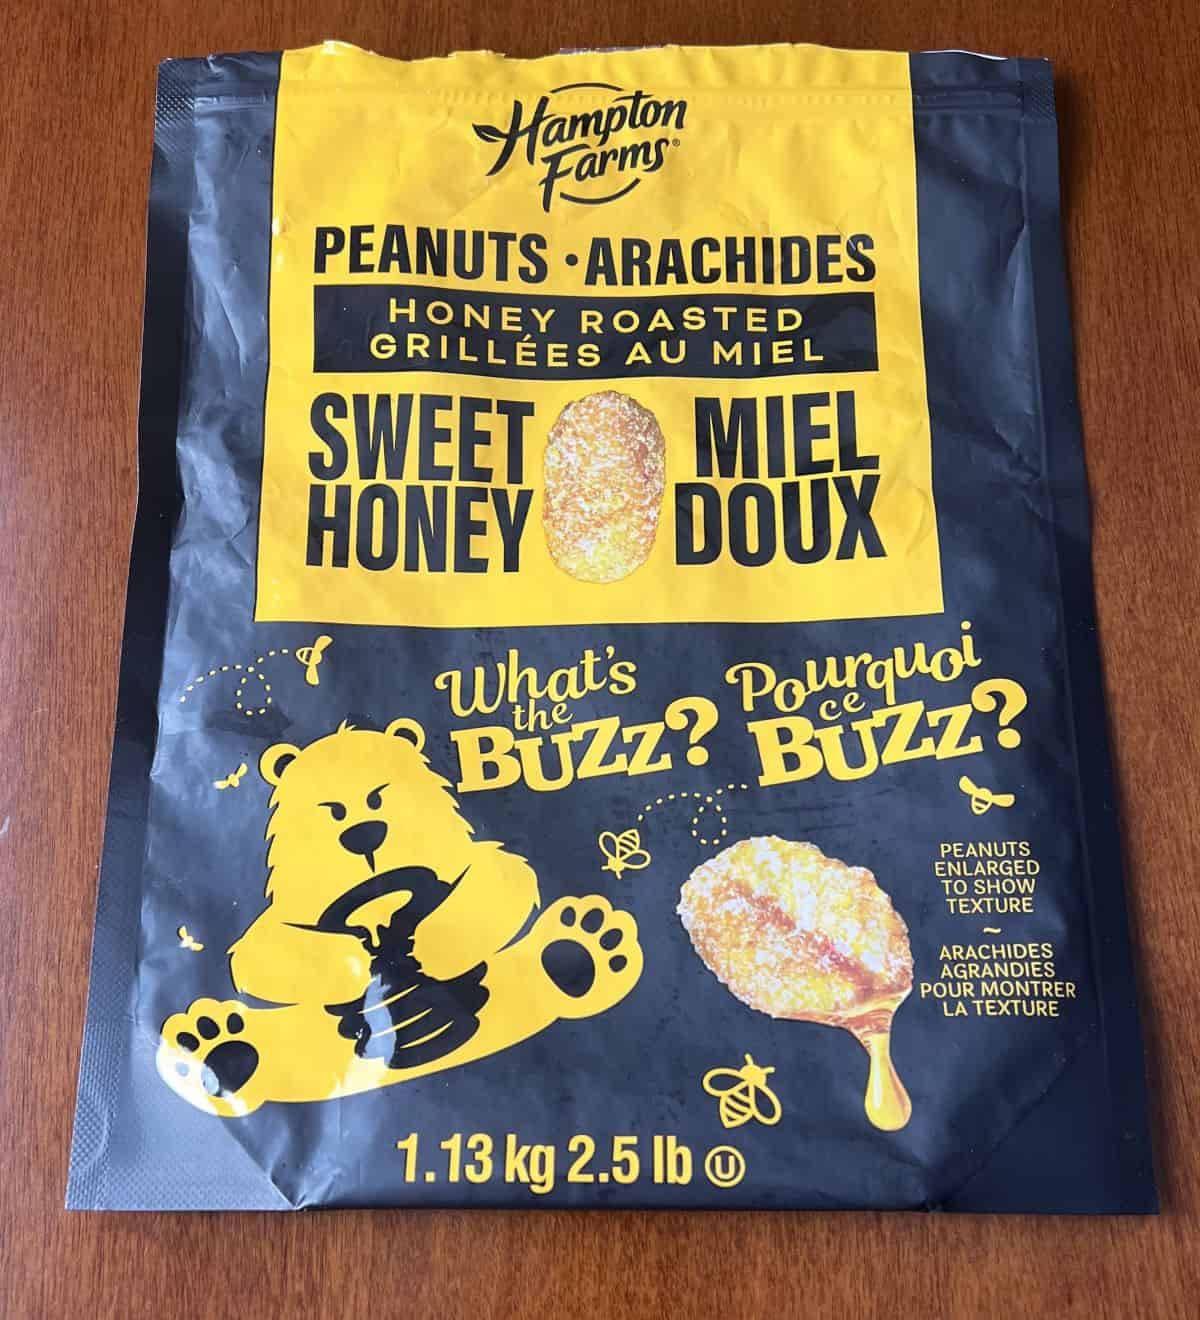 Hampton
Farms®
PEANUTS · ARACHIDES
HONEY ROASTED
GRILLÉES AU MIEL
SWEET
HONEY
MIEL
DOUX
What's
the
BUZZ?
Pourquoi
ce
BUZZ?
PEANUTS
ENLARGED
TO SHOW
TEXTURE
~
ARACHIDES
AGRANDIES
POUR MONTRER
LA TEXTURE
1.13 kg 2.5 lb Ⓤ